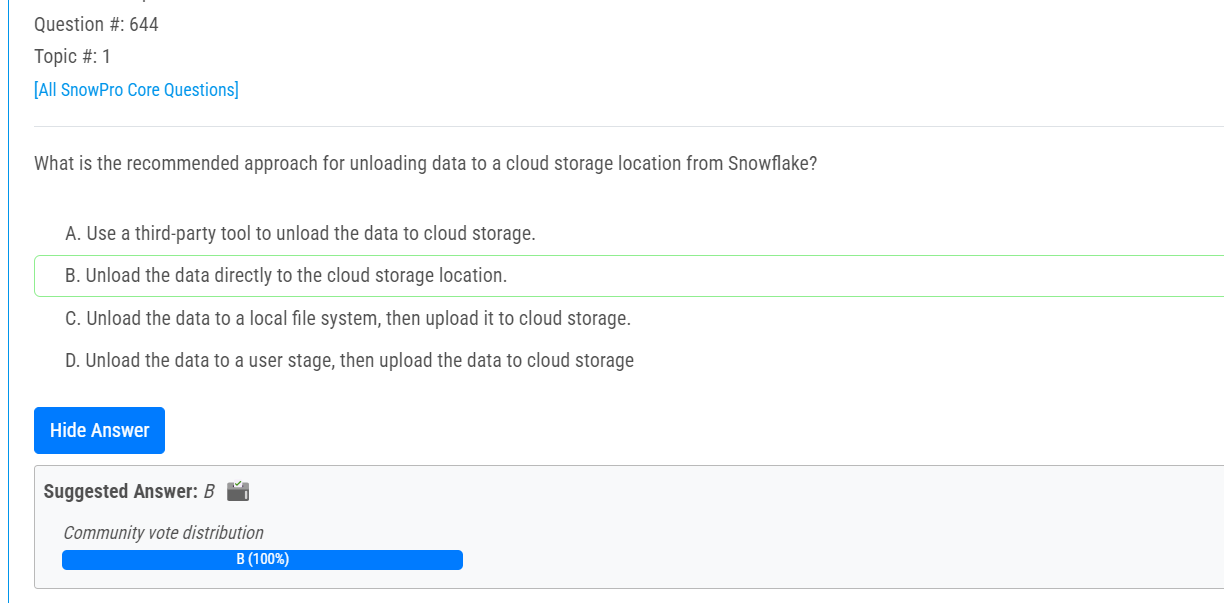 Question #: 644
Topic #: 1
[All SnowPro Core Questions]
What is the recommended approach for unloading data to a cloud storage location from Snowflake?
A. Use a third-party tool to unload the data to cloud storage.
B. Unload the data directly to the cloud storage location.
C. Unload the data to a local file system, then upload it to cloud storage.
D. Unload the data to a user stage, then upload the data to cloud storage
Hide Answer
Suggested Answer: B
Community vote distribution
B (100%)